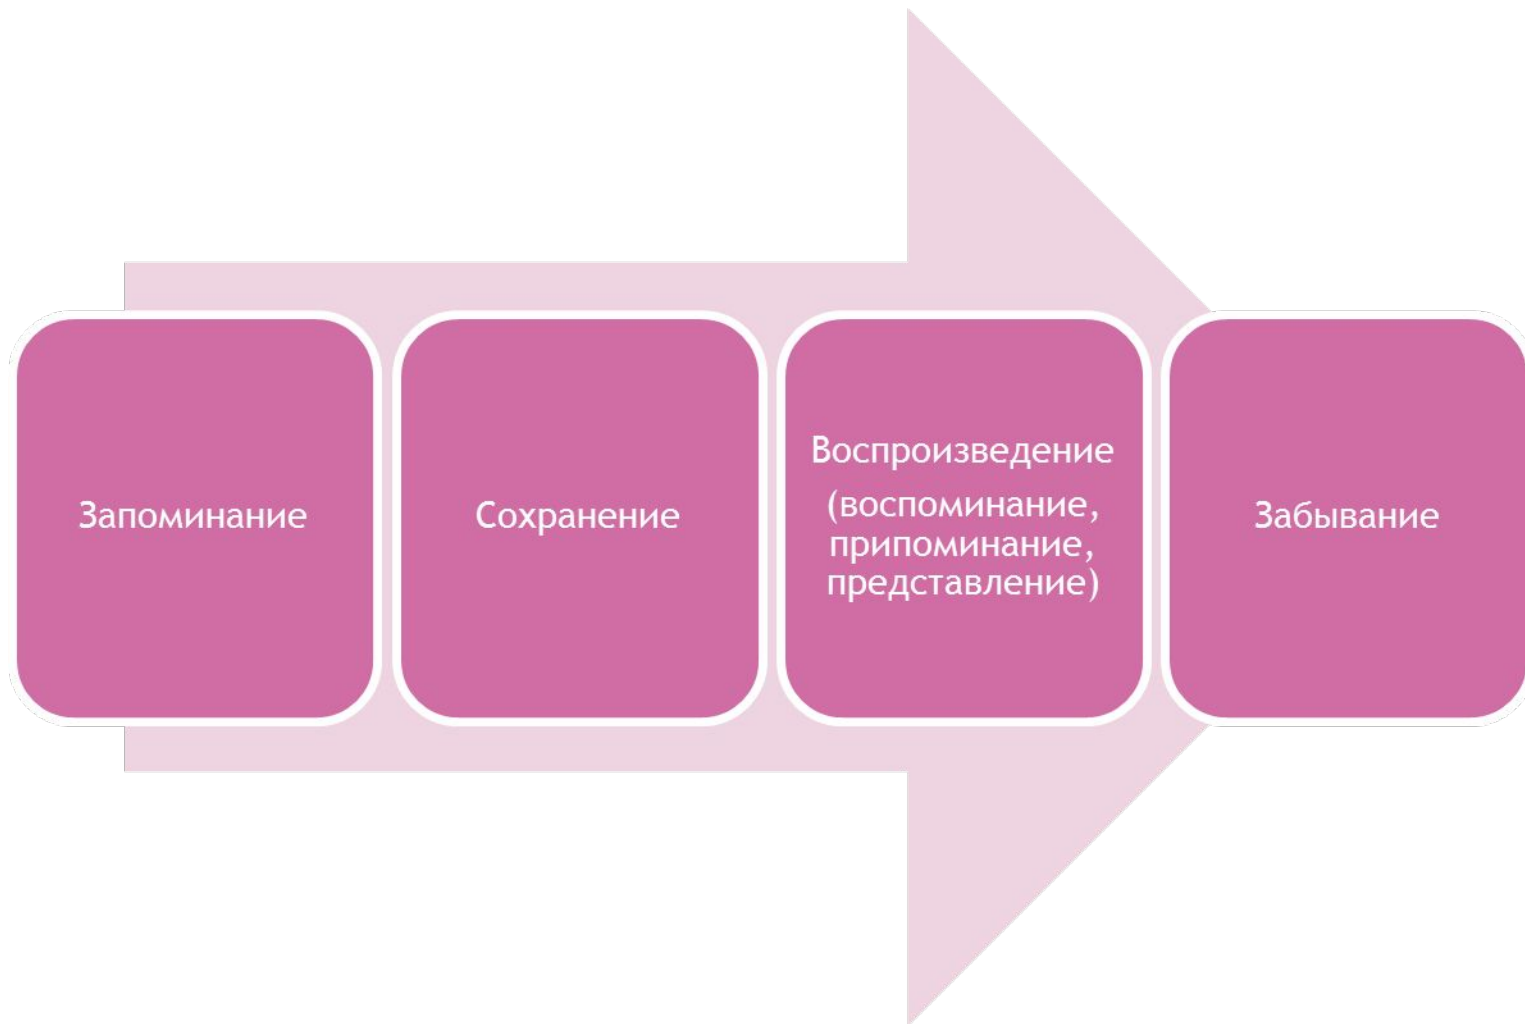 Запоминание
Сохранение
Воспроизведение
(воспоминание,
припоминание,
представление)
Забывание